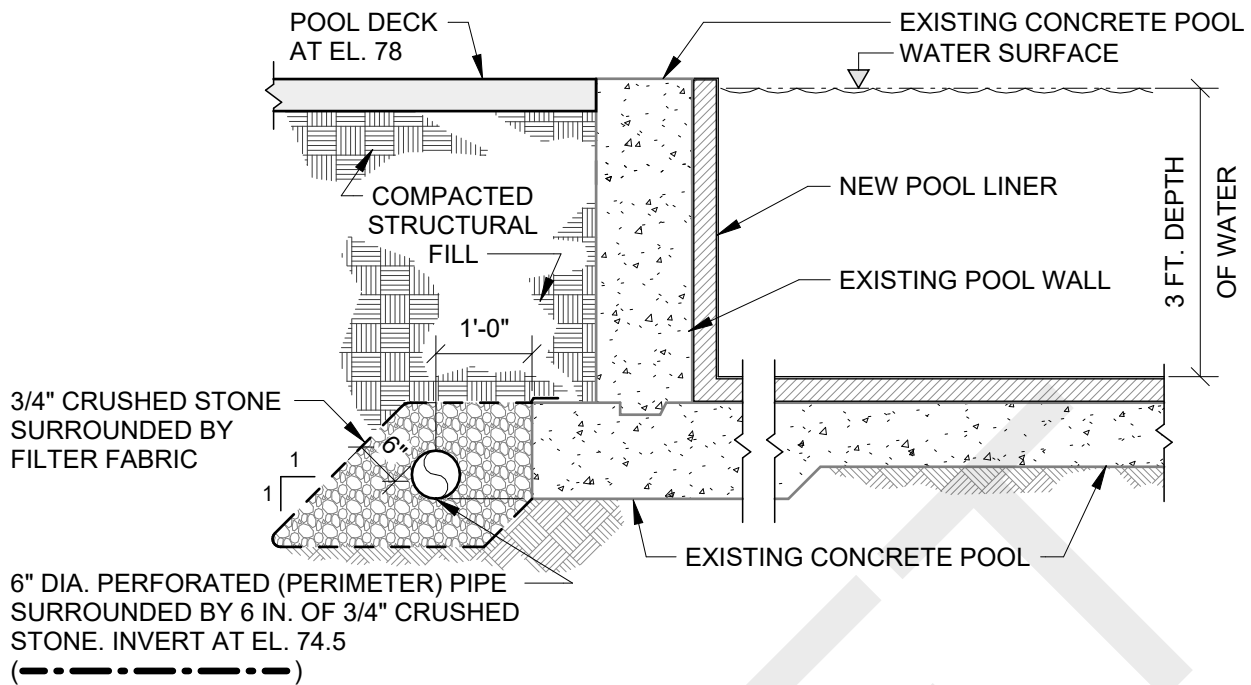 POOL DECK
AT EL. 78
EXISTING CONCRETE POOL
WATER SURFACE
COMPACTED
STRUCTURAL
FILL
NEW POOL LINER
3 FT. DEPTH
OF WATER
EXISTING POOL WALL
1'-0"
3/4" CRUSHED STONE
SURROUNDED BY
FILTER FABRIC
6"
1
1
EXISTING CONCRETE POOL
6" DIA. PERFORATED (PERIMETER) PIPE
SURROUNDED BY 6 IN. OF 3/4" CRUSHED
STONE. INVERT AT EL. 74.5
( )